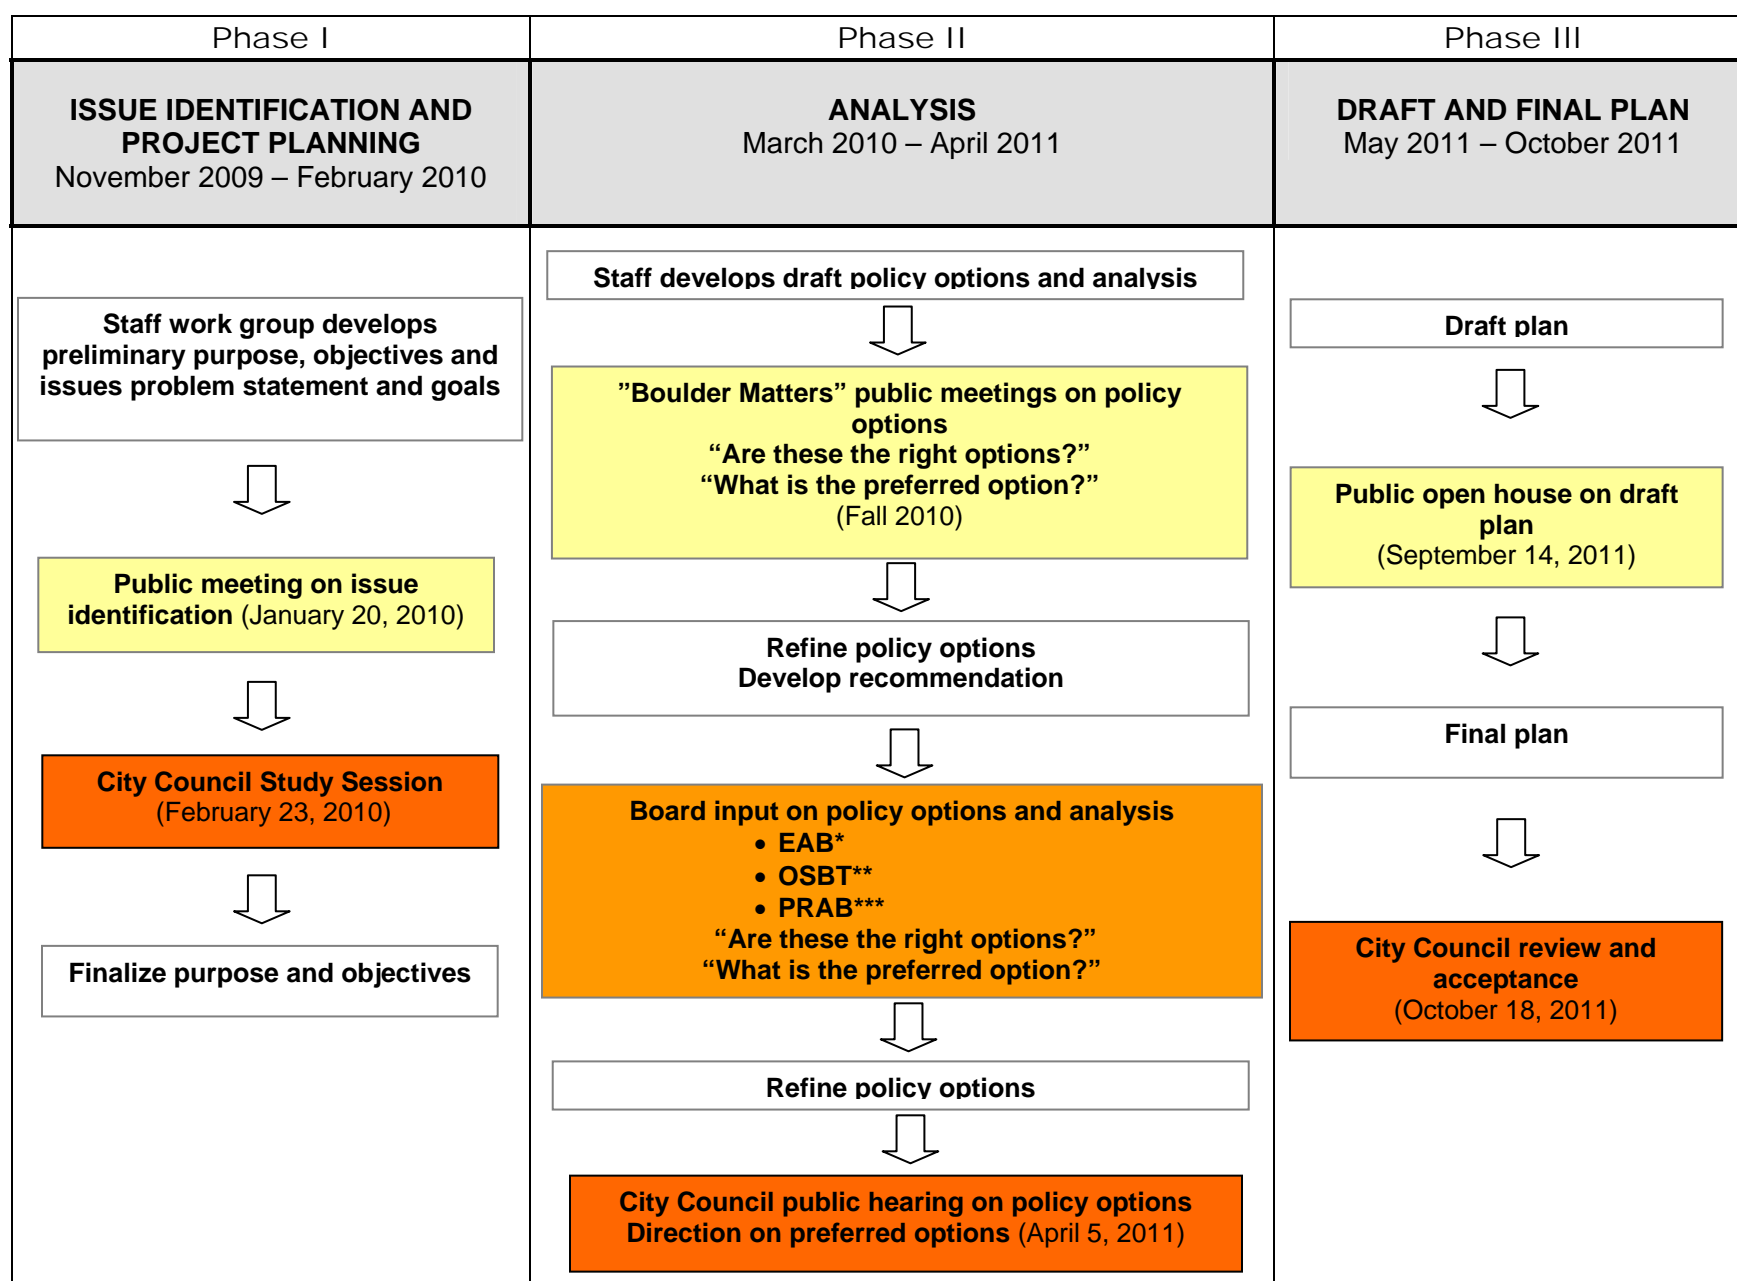 Phase I
Phase II
Phase III
ISSUE IDENTIFICATION AND
PROJECT PLANNING
November 2009 – February 2010
ANALYSIS
March 2010 – April 2011
DRAFT AND FINAL PLAN
May 2011 – October 2011
Staff work group develops
preliminary purpose, objectives and
issues problem statement and goals
Public meeting on issue
identification (January 20, 2010)
City Council Study Session
(February 23, 2010)
Finalize purpose and objectives
Staff develops draft policy options and analysis
”Boulder Matters” public meetings on policy
options
“Are these the right options?”
“What is the preferred option?”
(Fall 2010)
Refine policy options
Develop recommendation
Board input on policy options and analysis
• EAB*
• OSBT**
• PRAB***
“Are these the right options?”
“What is the preferred option?”
Refine policy options
City Council public hearing on policy options
Direction on preferred options (April 5, 2011)
Draft plan
Public open house on draft
plan
(September 14, 2011)
Final plan
City Council review and
acceptance
(October 18, 2011)